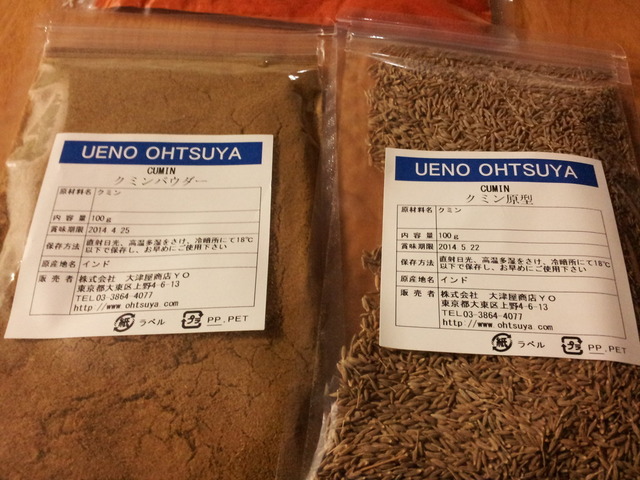 UENO OHTSUYA
CUMIN
クミンパウダー
原材料名 クミン
内容量 100g
賞味期限 2014.4.25
保存方法 直射日光、高温多湿をさけ、冷暗所にて18℃
以下で保存し、お早めにご使用下さい
原産地名 インド
販売者 株式会社 大津屋商店YO
東京都大東区上野4-6-13
TEL03-3864-4077
http://www.ohtsuya.com
紙 ラベル プラ PP.PET
UENO OHTSUYA
CUMIN
クミン原型
原材料名 クミン
内容量 100g
賞味期限 2014.5.22
保存方法 直射日光、高温多湿をさけ、冷暗所にて18℃
以下で保存し、お早めにご使用下さい
原産地名 インド
販売者 株式会社 大津屋商店YO
東京都大東区上野4-6-13
TEL03-3864-4077
http://www.ohtsuya.com
紙 ラベル プラ PP.PET